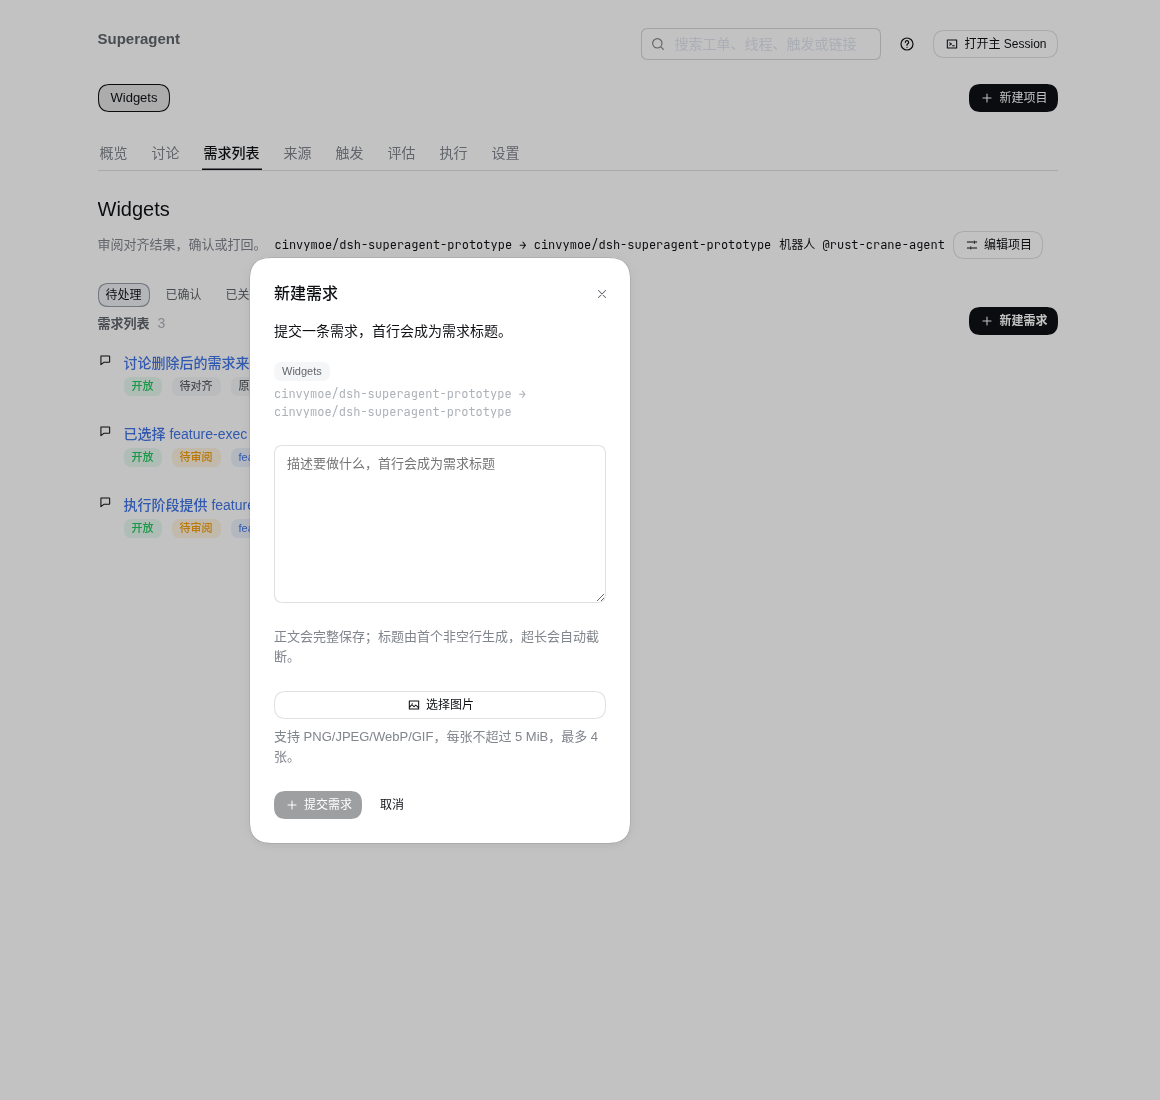 Superagent
搜索工单、线程、触发或链接
打开主 Session
Widgets
新建项目
概览 讨论 需求列表 来源 触发 评估 执行 设置
Widgets
审阅对齐结果，确认或打回。 cinvymoe/dsh-superagent-prototype → cinvymoe/dsh-superagent-prototype 机器人 @rust-crane-agent 编辑项目
待处理 已确认 已关
需求列表 3
新建需求
讨论删除后的需求来
开放 待对齐 原
已选择 feature-exec
开放 待审阅 fea
执行阶段提供 feature
开放 待审阅 fea
新建需求
提交一条需求，首行会成为需求标题。
Widgets
cinvymoe/dsh-superagent-prototype →
cinvymoe/dsh-superagent-prototype
描述要做什么，首行会成为需求标题
正文会完整保存；标题由首个非空行生成，超长会自动截
断。
选择图片
支持 PNG/JPEG/WebP/GIF，每张不超过 5 MiB，最多 4
张。
提交需求 取消